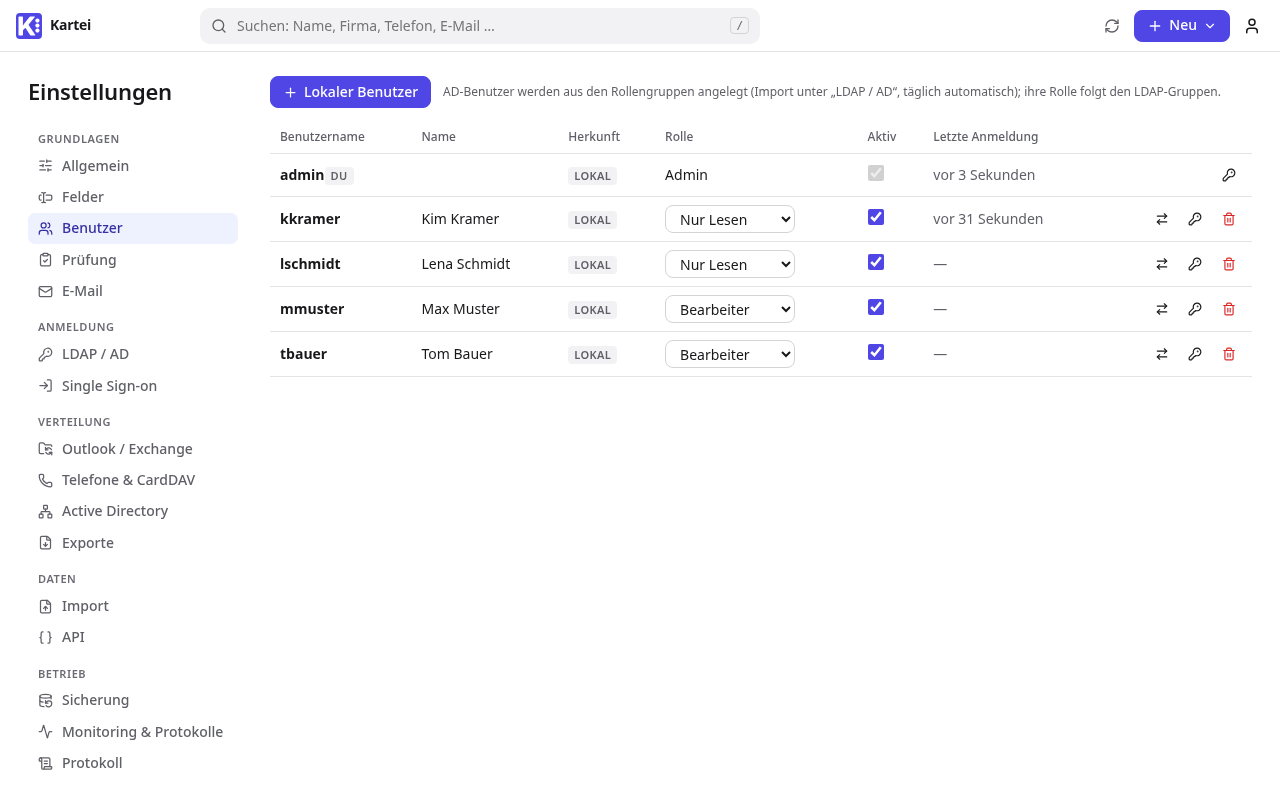 Kartei
Suchen: Name, Firma, Telefon, E-Mail ...
/
Neu
Einstellungen
GRUNDLAGEN
Allgemein
Felder
Benutzer
Prüfung
E-Mail
ANMELDUNG
LDAP / AD
Single Sign-on
VERTEILUNG
Outlook / Exchange
Telefone & CardDAV
Active Directory
Exporte
DATEN
Import
API
BETRIEB
Sicherung
Monitoring & Protokolle
Protokoll
Lokaler Benutzer
AD-Benutzer werden aus den Rollengruppen angelegt (Import unter „LDAP / AD“, täglich automatisch); ihre Rolle folgt den LDAP-Gruppen.
Benutzername Name Herkunft Rolle Aktiv Letzte Anmeldung
admin DU LOKAL Admin vor 3 Sekunden
kkramer Kim Kramer LOKAL Nur Lesen vor 31 Sekunden
lschmidt Lena Schmidt LOKAL Nur Lesen —
mmuster Max Muster LOKAL Bearbeiter —
tbauer Tom Bauer LOKAL Bearbeiter —